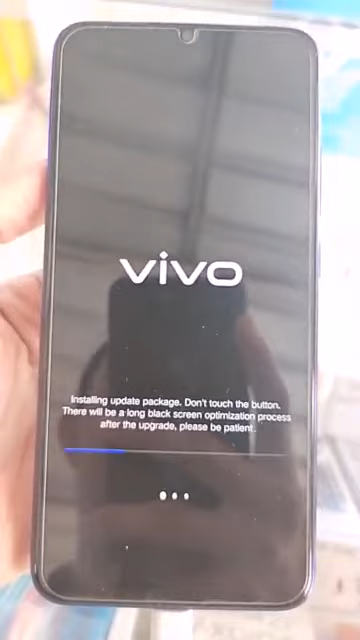 vivo
Installing update package. Don't touch the button.
There will be a long black screen optimization process
after the upgrade, please be patient.